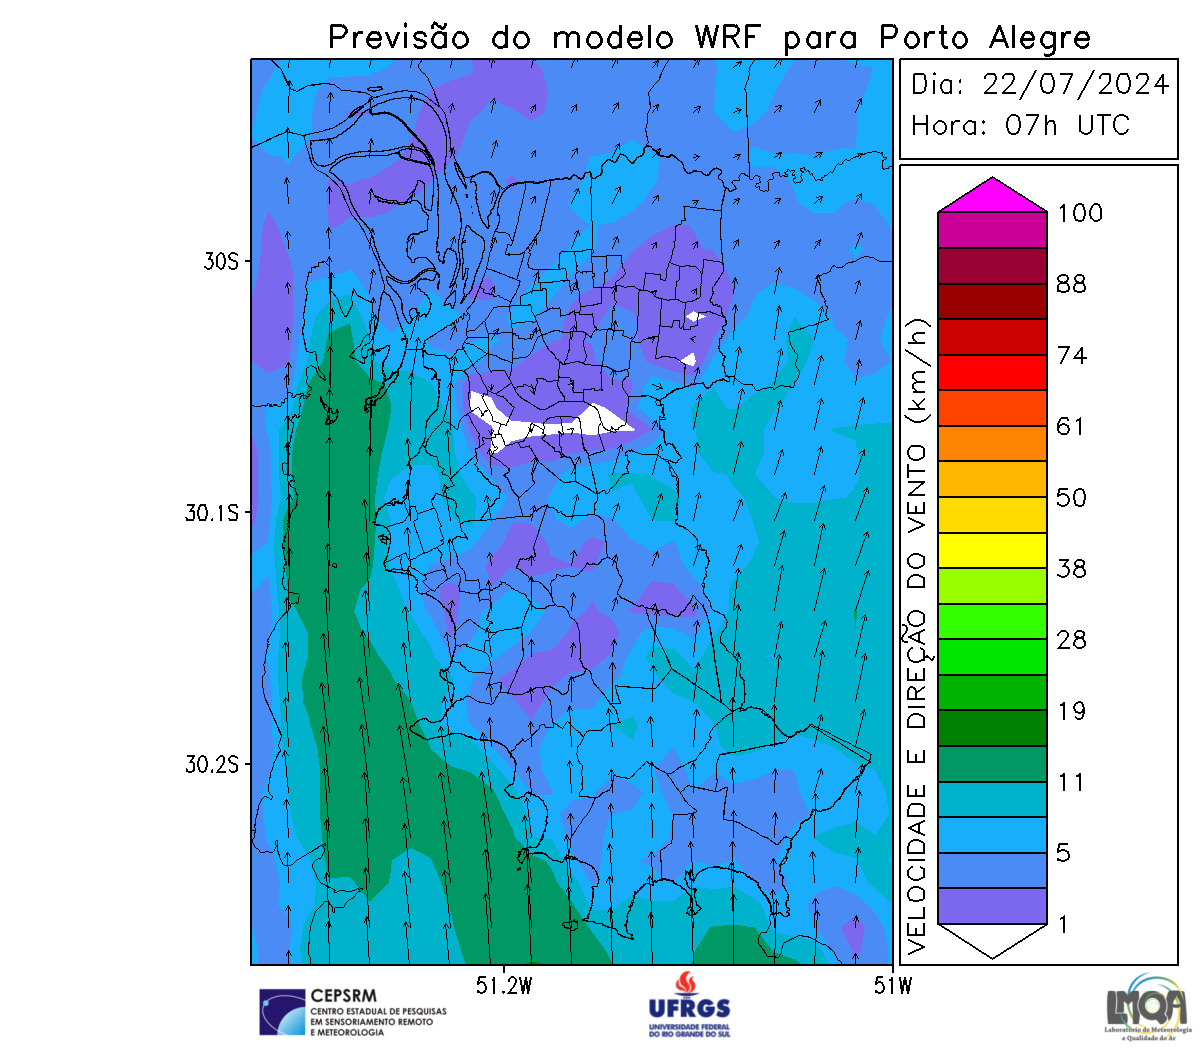 Previsão do modelo WRF para Porto Alegre
Dia: 22/07/2024
Hora: 07h UTC
30S
30.1S
30.2S
51.2W
51W
VELOCIDADE E DIREÇÃO DO VENTO (km/h)
100
88
74
61
50
38
28
19
11
5
1
CEPSRM
CENTRO ESTADUAL DE PESQUISAS
EM SENSORIAMENTO REMOTO
E METEOROLOGIA
UFRGS
UNIVERSIDADE FEDERAL
DO RIO GRANDE DO SUL
LMQA
Laboratório de Meteorologia
e Qualidade do Ar